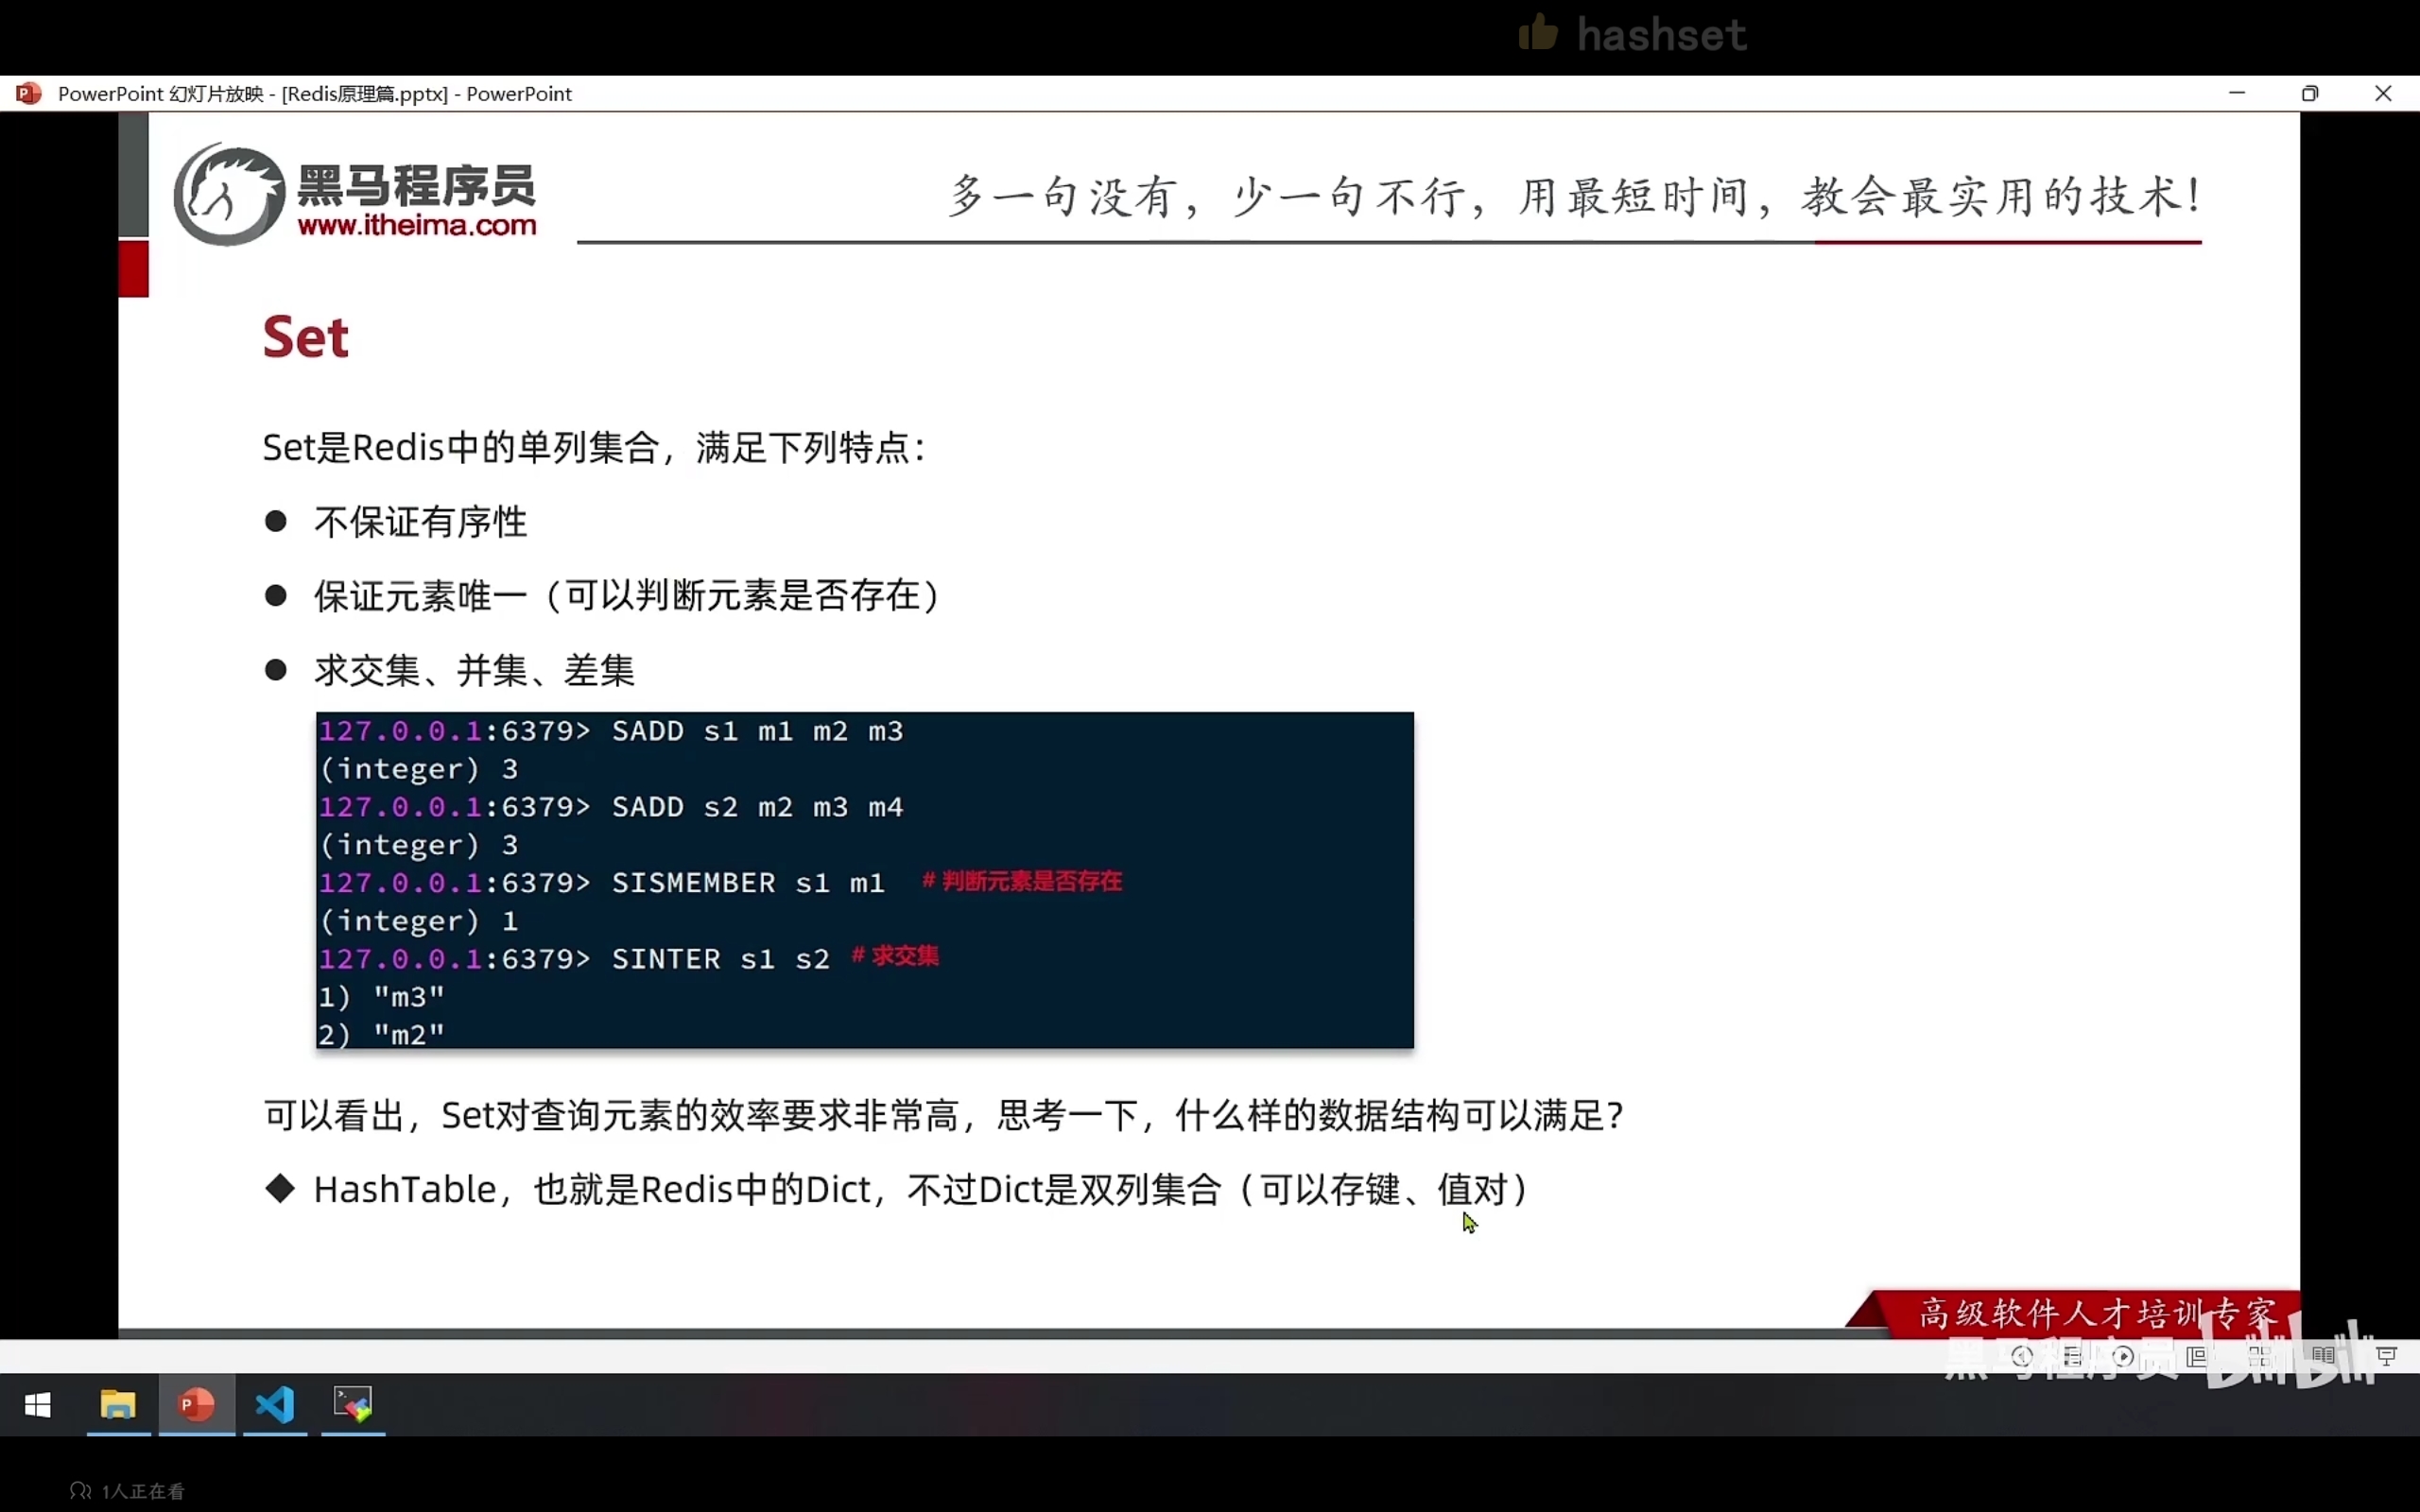 hashset
PowerPoint 幻灯片放映 - [Redis原理篇.pptx] - PowerPoint
黑马程序员
www.itheima.com
多一句没有，少一句不行，用最短时间，教会最实用的技术！
Set
Set是Redis中的单列集合，满足下列特点：
● 不保证有序性
● 保证元素唯一（可以判断元素是否存在）
● 求交集、并集、差集
127.0.0.1:6379> SADD s1 m1 m2 m3
(integer) 3
127.0.0.1:6379> SADD s2 m2 m3 m4
(integer) 3
127.0.0.1:6379> SISMEMBER s1 m1 # 判断元素是否存在
(integer) 1
127.0.0.1:6379> SINTER s1 s2 # 求交集
1) "m3"
2) "m2"
可以看出，Set对查询元素的效率要求非常高，思考一下，什么样的数据结构可以满足？
◆ HashTable，也就是Redis中的Dict，不过Dict是双列集合（可以存键、值对）
高级软件人才培训专家
黑马程序员 bilibili
1人正在看